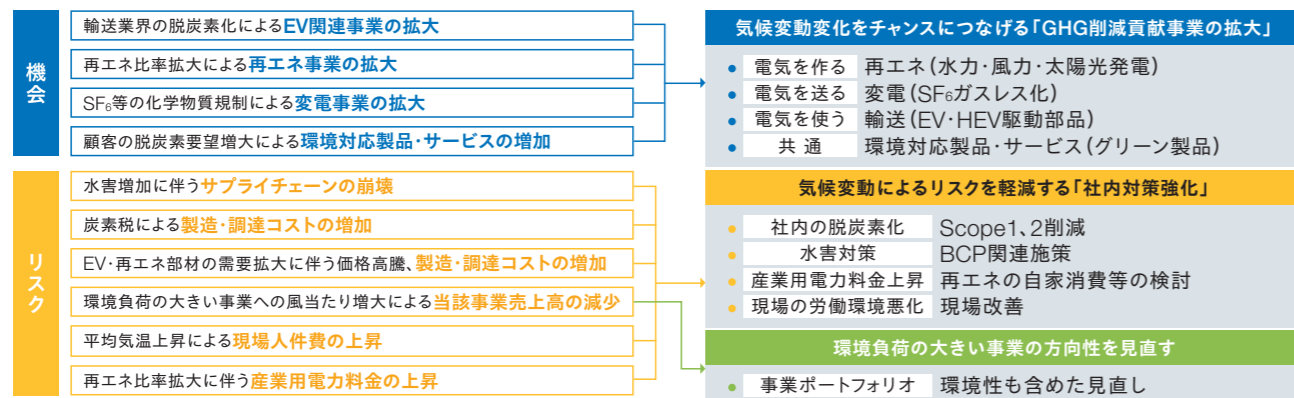 機会
輸送業界の脱炭素化によるEV関連事業の拡大
再エネ比率拡大による再エネ事業の拡大
SF₆等の化学物質規制による変電事業の拡大
顧客の脱炭素要望増大による環境対応製品・サービスの増加
気候変動変化をチャンスにつなげる「GHG削減貢献事業の拡大」
• 電気を作る 再エネ(水力・風力・太陽光発電)
• 電気を送る 変電(SF₆ガスレス化)
• 電気を使う 輸送(EV・HEV駆動部品)
• 共 通 環境対応製品・サービス(グリーン製品)
リスク
水害増加に伴うサプライチェーンの崩壊
炭素税による製造・調達コストの増加
EV・再エネ部材の需要拡大に伴う価格高騰、製造・調達コストの増加
環境負荷の大きい事業への風当たり増大による当該事業売上高の減少
平均気温上昇による現場人件費の上昇
再エネ比率拡大に伴う産業用電力料金の上昇
気候変動によるリスクを軽減する「社内対策強化」
• 社内の脱炭素化 Scope1、2削減
• 水害対策 BCP関連施策
• 産業用電力料金上昇 再エネの自家消費等の検討
• 現場の労働環境悪化 現場改善
環境負荷の大きい事業の方向性を見直す
• 事業ポートフォリオ 環境性も含めた見直し